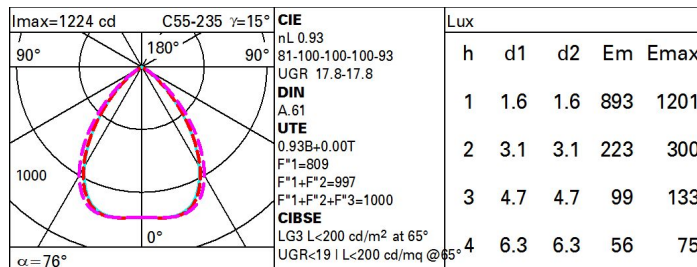 Imax=1224 cd C55-235 γ=15°
90° 180° 90°
1000
0°
α=76°
CIE
nL 0.93
81-100-100-100-93
UGR 17.8-17.8
DIN
A.61
UTE
0.93B+0.00T
F"1=809
F"1+F"2=997
F"1+F"2+F"3=1000
CIBSE
LG3 L<200 cd/m² at 65°
UGR<19 | L<200 cd/mq @65°
Lux
h d1 d2 Em Emax
1 1.6 1.6 893 1201
2 3.1 3.1 223 300
3 4.7 4.7 99 133
4 6.3 6.3 56 75